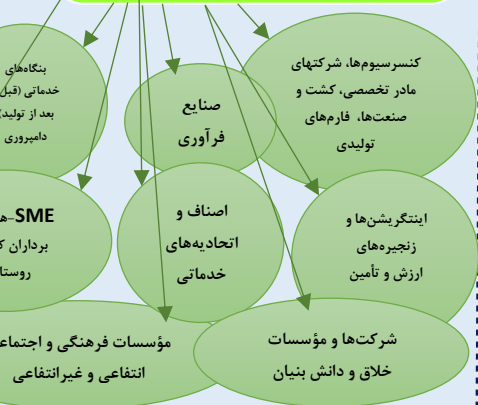 کنسرسیوم‌ها، شرکتهای
مادر تخصصی، کشت و
صنعت‌ها، فارم‌های
تولیدی
صنایع
فرآوری
بنگاه‌های
خدماتی (قبل
بعد از تولید)
دامپروری
اینتگریشن‌ها و
زنجیره‌های
ارزش و تأمین
اصناف و
اتحادیه‌های
خدماتی
SME-ها
برداران
شرکت‌ها و مؤسسات
خلاق و دانش بنیان
مؤسسات فرهنگی و
انتفاعی و غیرانتفاعی